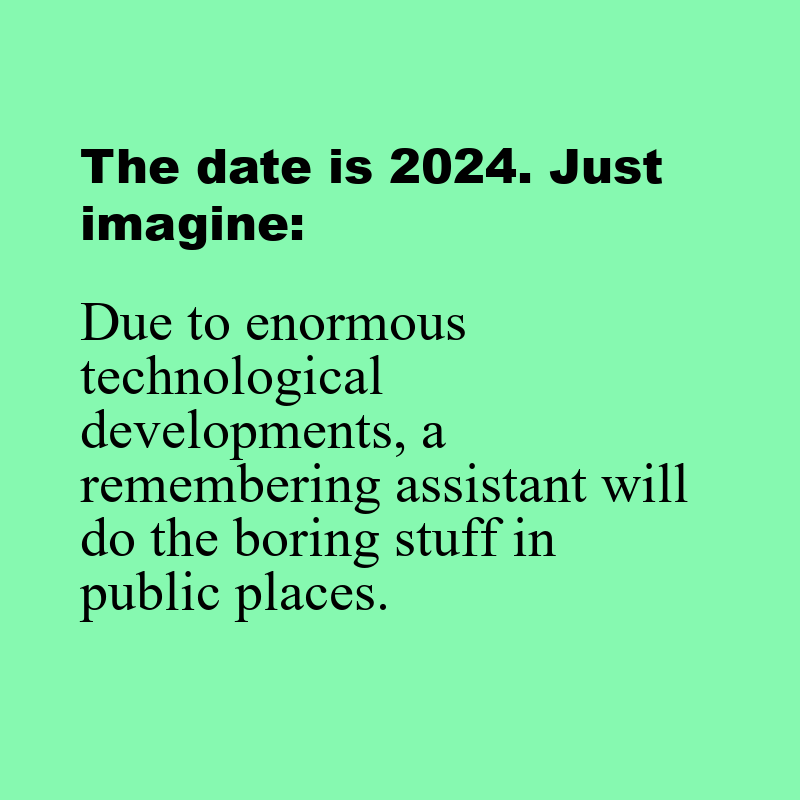 The date is 2024. Just
imagine:
Due to enormous
technological
developments, a
remembering assistant will
do the boring stuff in
public places.